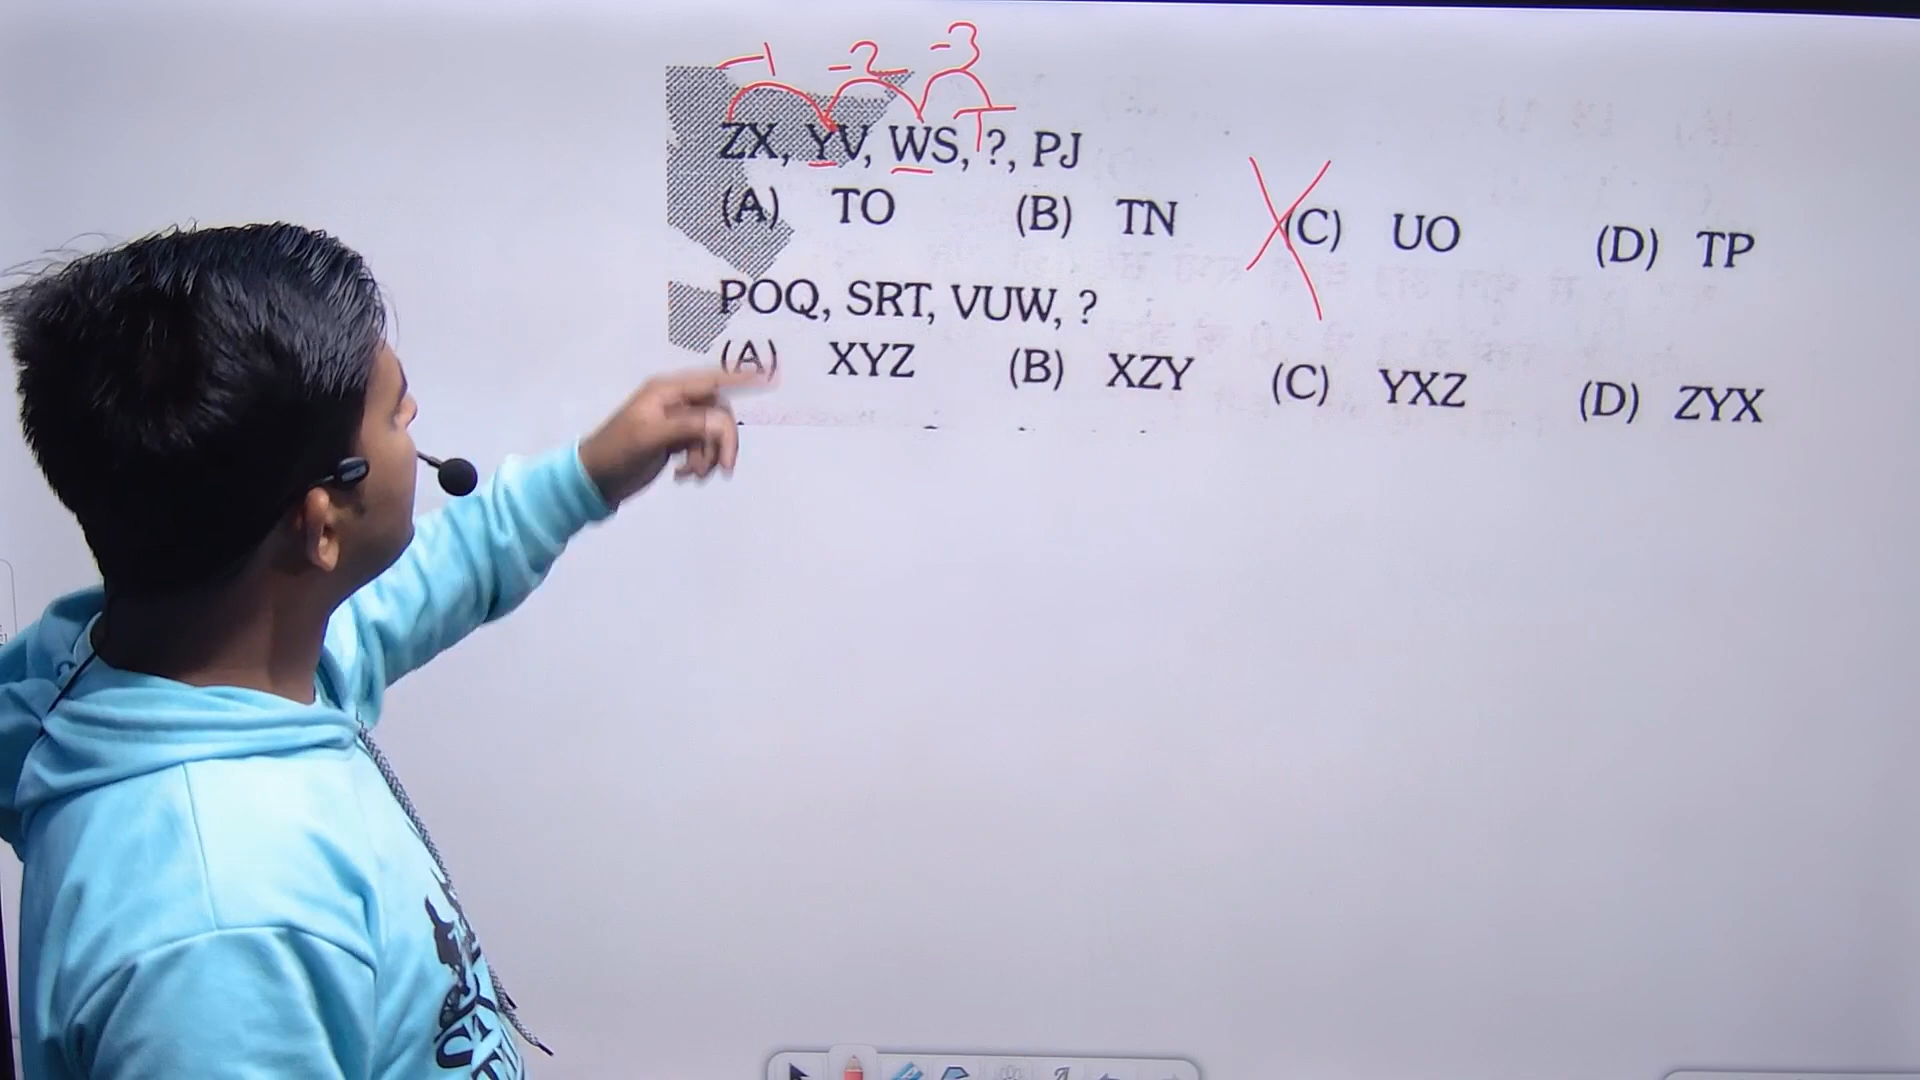 -1 -2 -3
T
ZX, YV, WS, ?, PJ
(A) TO (B) TN (C) UO (D) TP
POQ, SRT, VUW, ?
(A) XYZ (B) XZY (C) YXZ (D) ZYX